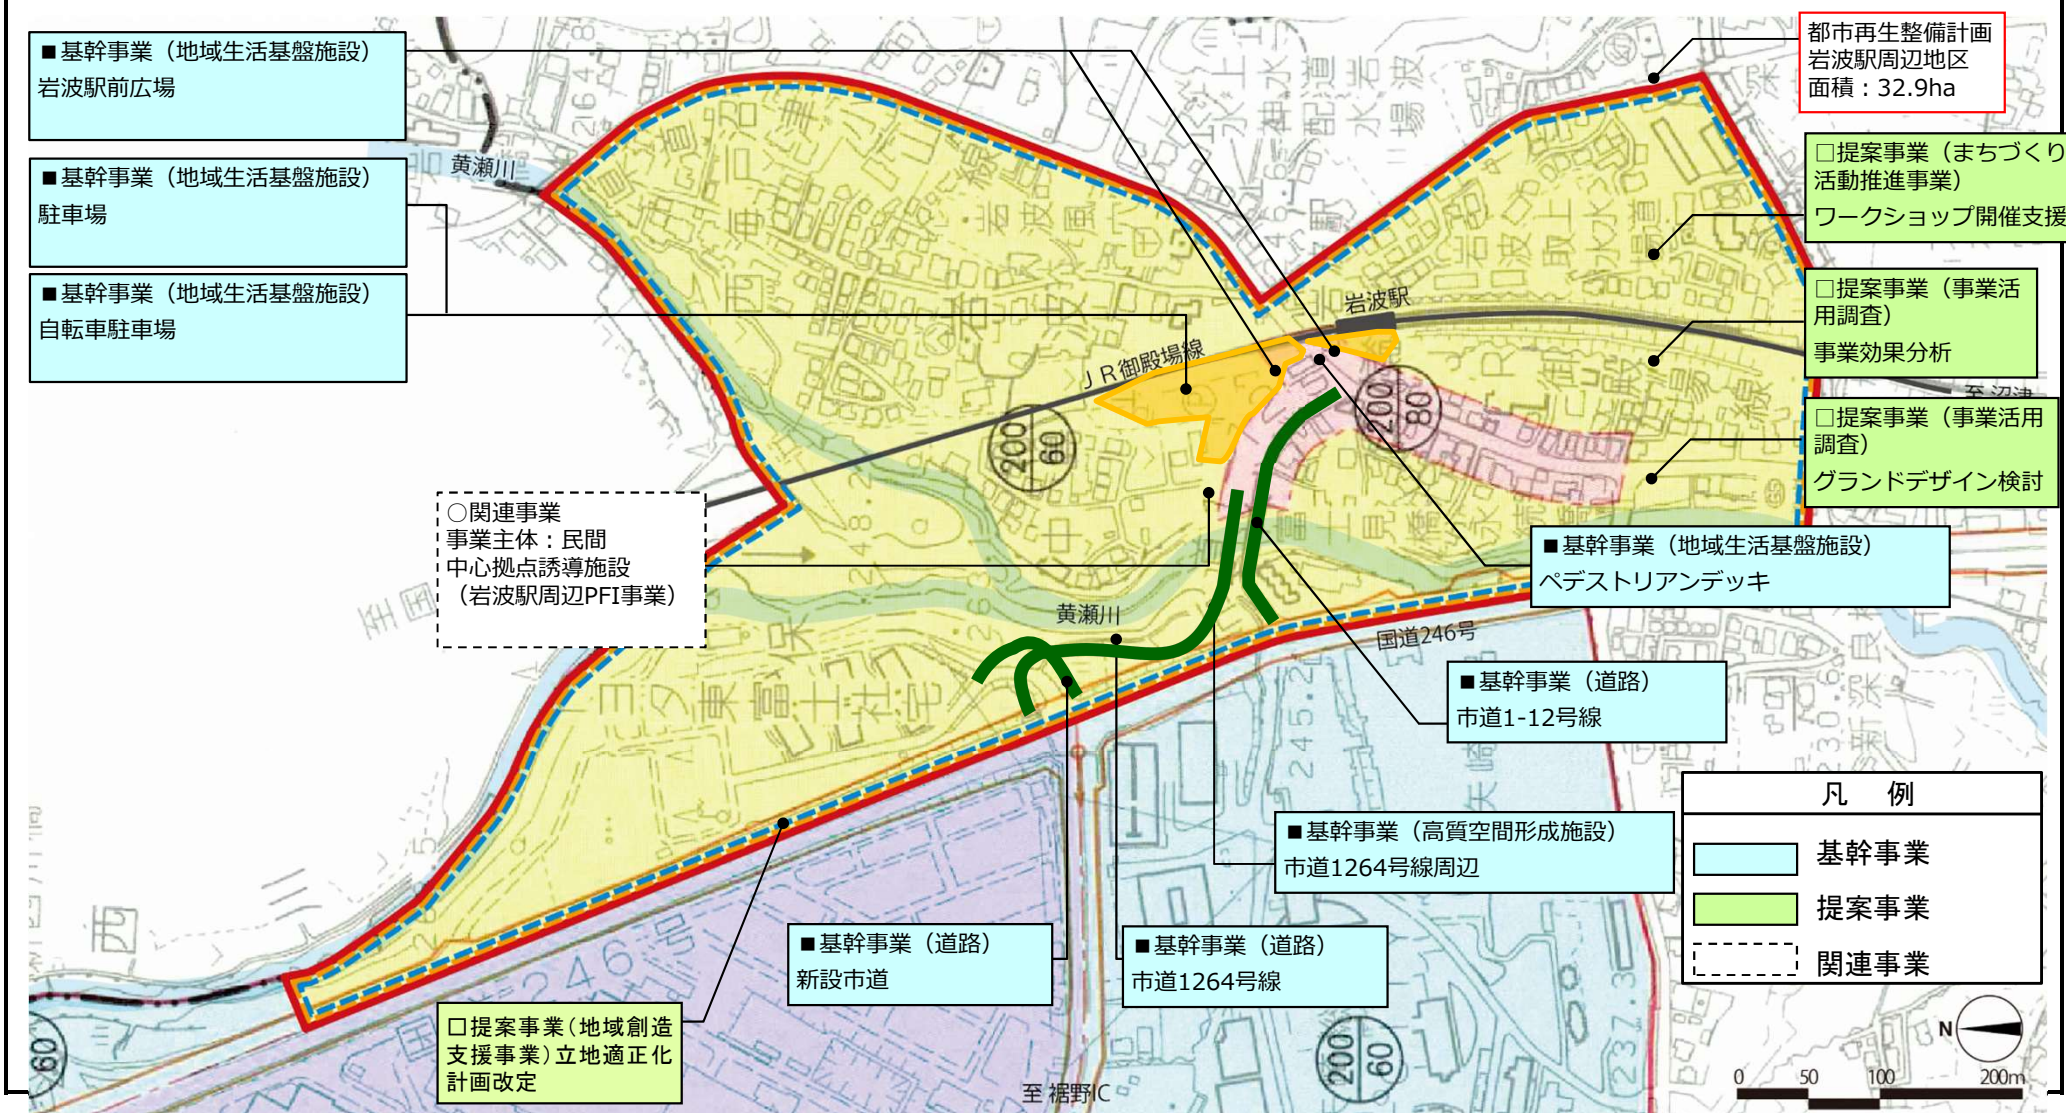 ■基幹事業（地域生活基盤施設）
岩波駅前広場
■基幹事業（地域生活基盤施設）
駐車場
■基幹事業（地域生活基盤施設）
自転車駐車場
都市再生整備計画
岩波駅周辺地区
面積：32.9ha
□提案事業（まちづくり
活動推進事業）
ワークショップ開催支援
□提案事業（事業活
用調査）
事業効果分析
□提案事業（事業活用
調査）
グランドデザイン検討
黄瀬川
岩波駅
ＪＲ御殿場線
至 沼津
200
60
200
80
○関連事業
事業主体：民間
中心拠点誘導施設
（岩波駅周辺PFI事業）
■基幹事業（地域生活基盤施設）
ペデストリアンデッキ
黄瀬川
国道246号
■基幹事業（道路）
市道1-12号線
■基幹事業（高質空間形成施設）
市道1264号線周辺
■基幹事業（道路）
新設市道
■基幹事業（道路）
市道1264号線
□提案事業（地域創造
支援事業）立地適正化
計画改定
凡　例
基幹事業
提案事業
関連事業
60
200
60
至 裾野IC
N
0 50 100 200m